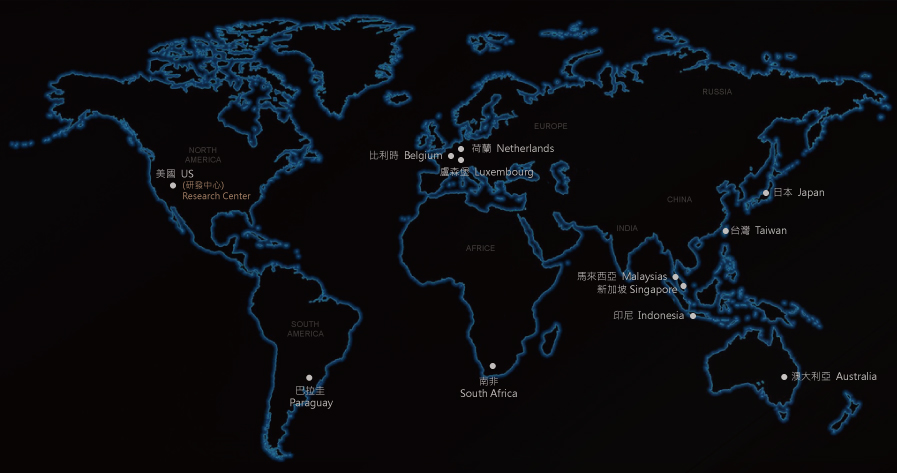 RUSSIA
EUROPE
荷蘭 Netherlands
NORTH
AMERICA
比利時 Belgium
美國 US
盧森堡 Luxembourg
(研發中心)
Research Center
日本 Japan
CHINA
INDIA
台灣 Taiwan
AFRICE
馬來西亞 Malaysias
新加坡 Singapore
印尼 Indonesia
SOUTH
AMERICA
澳大利亞 Australia
南非
South Africa
巴拉圭
Paraguay